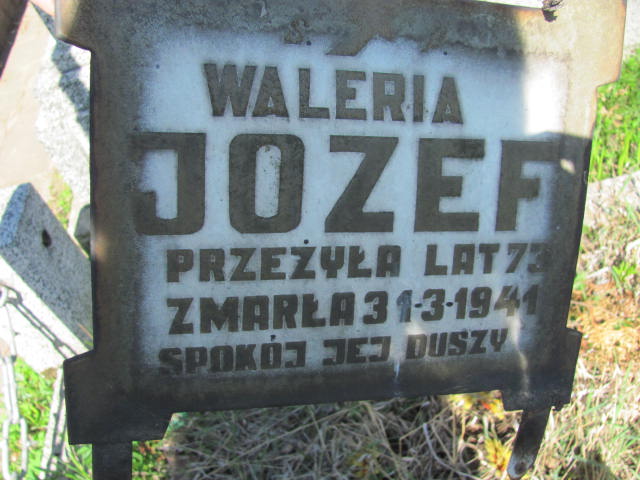 WALERIA
JOZEF
PRZEŻYŁA LAT 73
ZMARŁA 31-3-1941
SPOKÓJ JEJ DUSZY